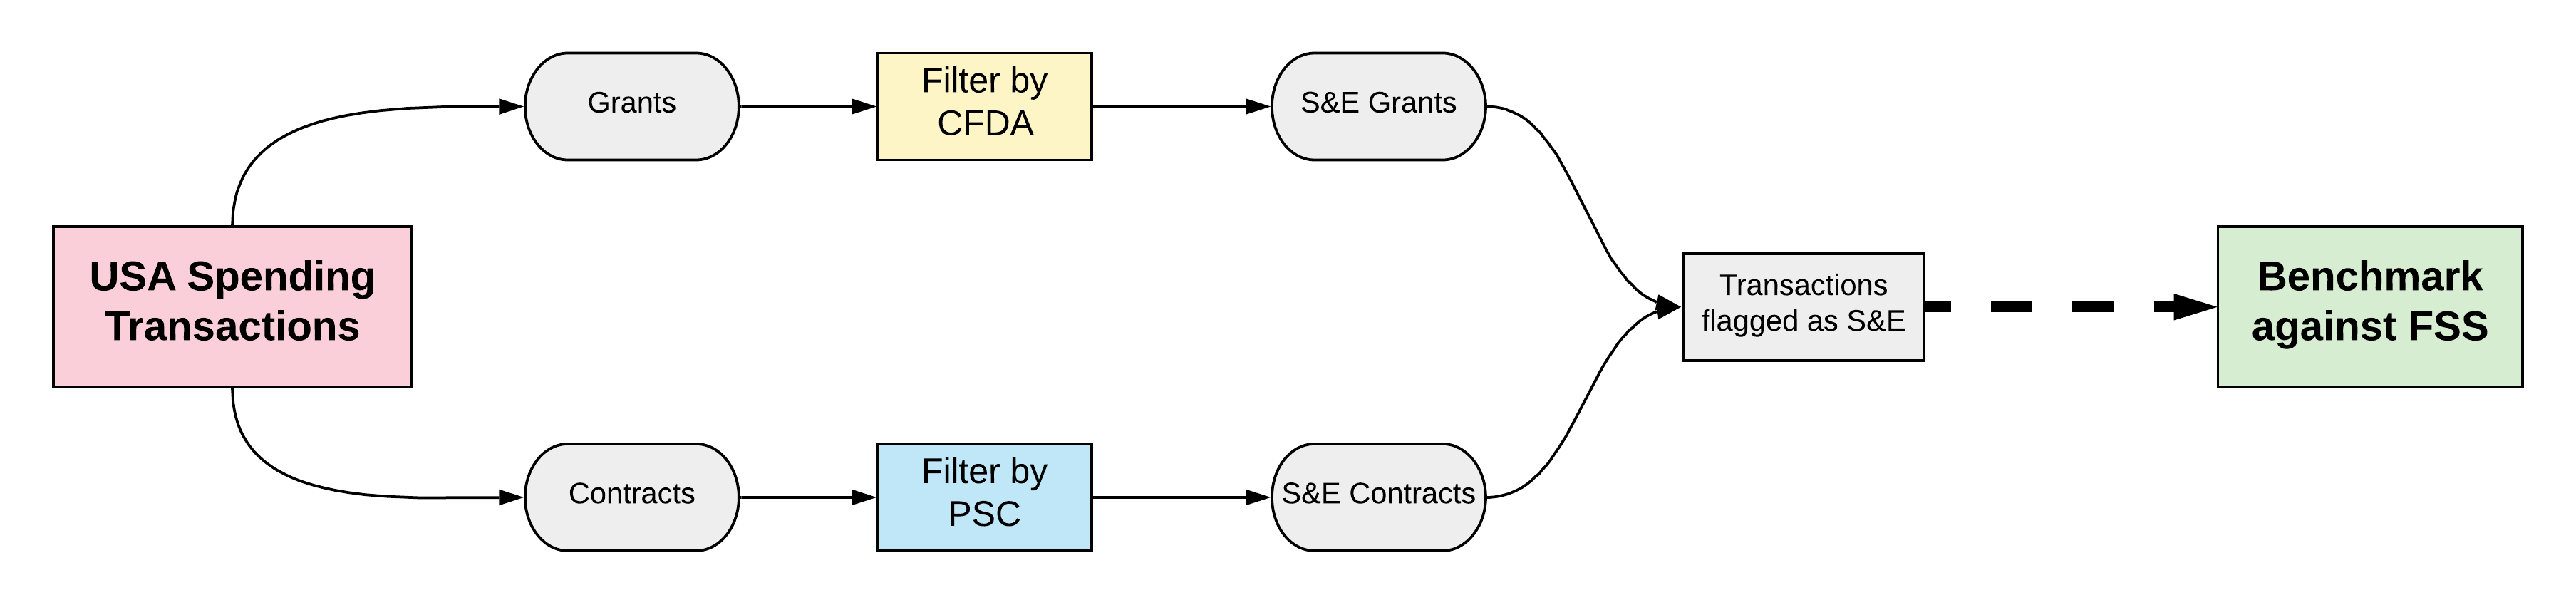 Grants
Filter by
CFDA
S&E Grants
USA Spending
Transactions
Transactions
flagged as S&E
Benchmark
against FSS
Contracts
Filter by
PSC
S&E Contracts